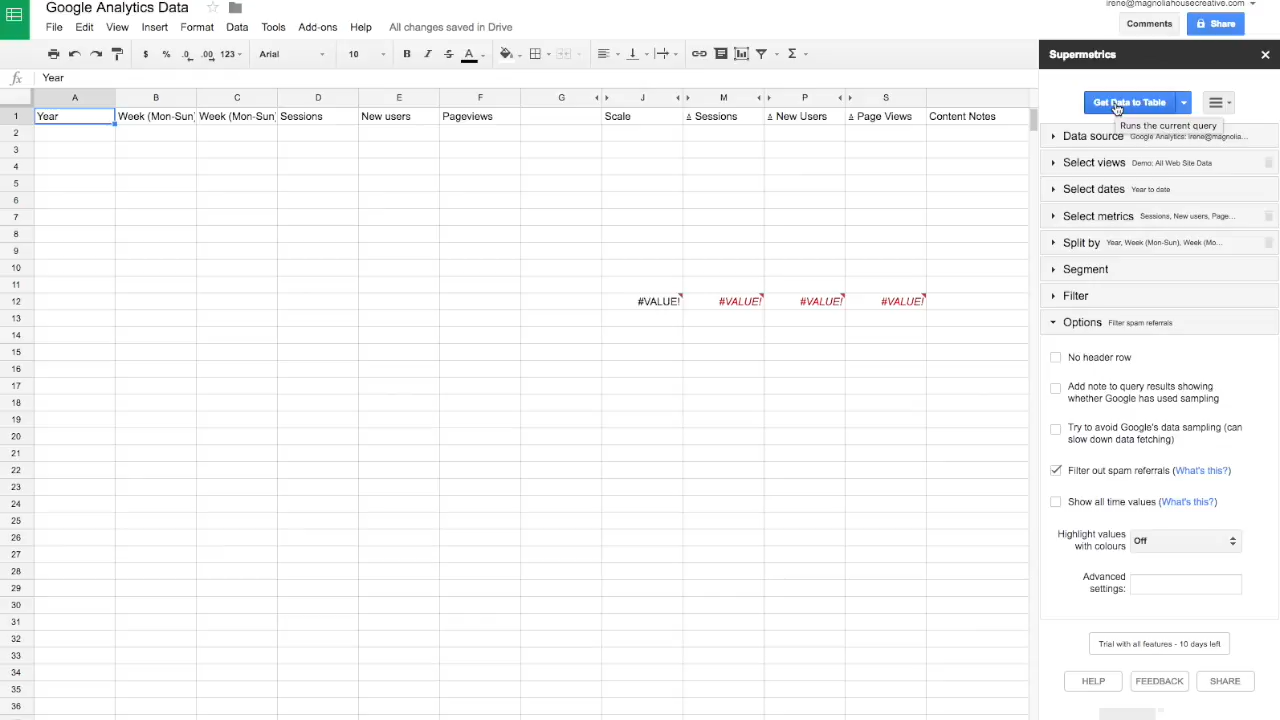 Google Analytics Data
irene@magnoliahousecreative.com
File Edit View Insert Format Data Tools Add-ons Help All changes saved in Drive
Comments Share
$ % .0 .00 123 Arial 10 B I S A Σ
Supermetrics ×
fx Year
A B C D E F G J M P S
1 Year Week (Mon-Sun) Week (Mon-Sun) Sessions New users Pageviews Scale Δ Sessions Δ New Users Δ Page Views Content Notes
2
3
4
5
6
7
8
9
10
11
12 #VALUE! #VALUE! #VALUE! #VALUE!
13
14
15
16
17
18
19
20
21
22
23
24
25
26
27
28
29
30
31
32
33
34
35
36
Get Data to Table
Runs the current query
Data source Google Analytics: irene@magnolia...
Select views Demo: All Web Site Data
Select dates Year to date
Select metrics Sessions, New users, Page...
Split by Year, Week (Mon-Sun), Week (Mo...
Segment
Filter
Options Filter spam referrals
No header row
Add note to query results showing
whether Google has used sampling
Try to avoid Google's data sampling (can
slow down data fetching)
Filter out spam referrals (What's this?)
Show all time values (What's this?)
Highlight values
with colours Off
Advanced
settings:
Trial with all features - 10 days left
HELP FEEDBACK SHARE